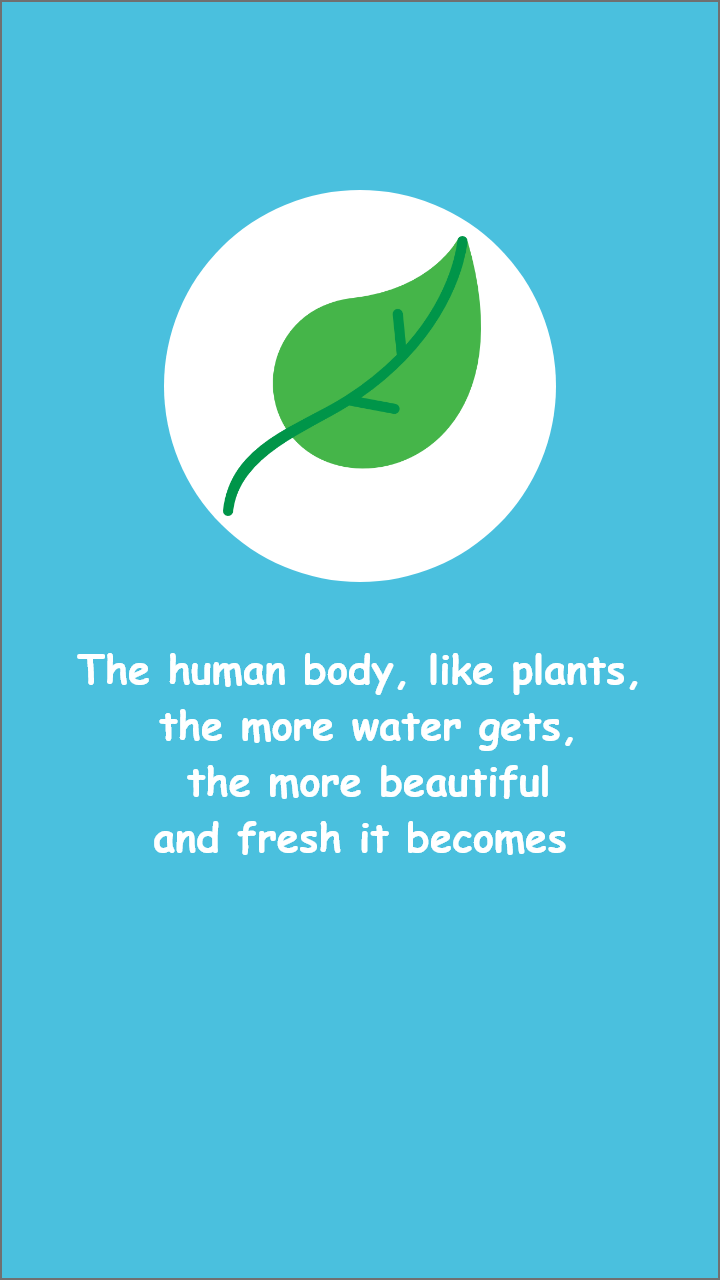 The human body, like plants,
the more water gets,
the more beautiful
and fresh it becomes